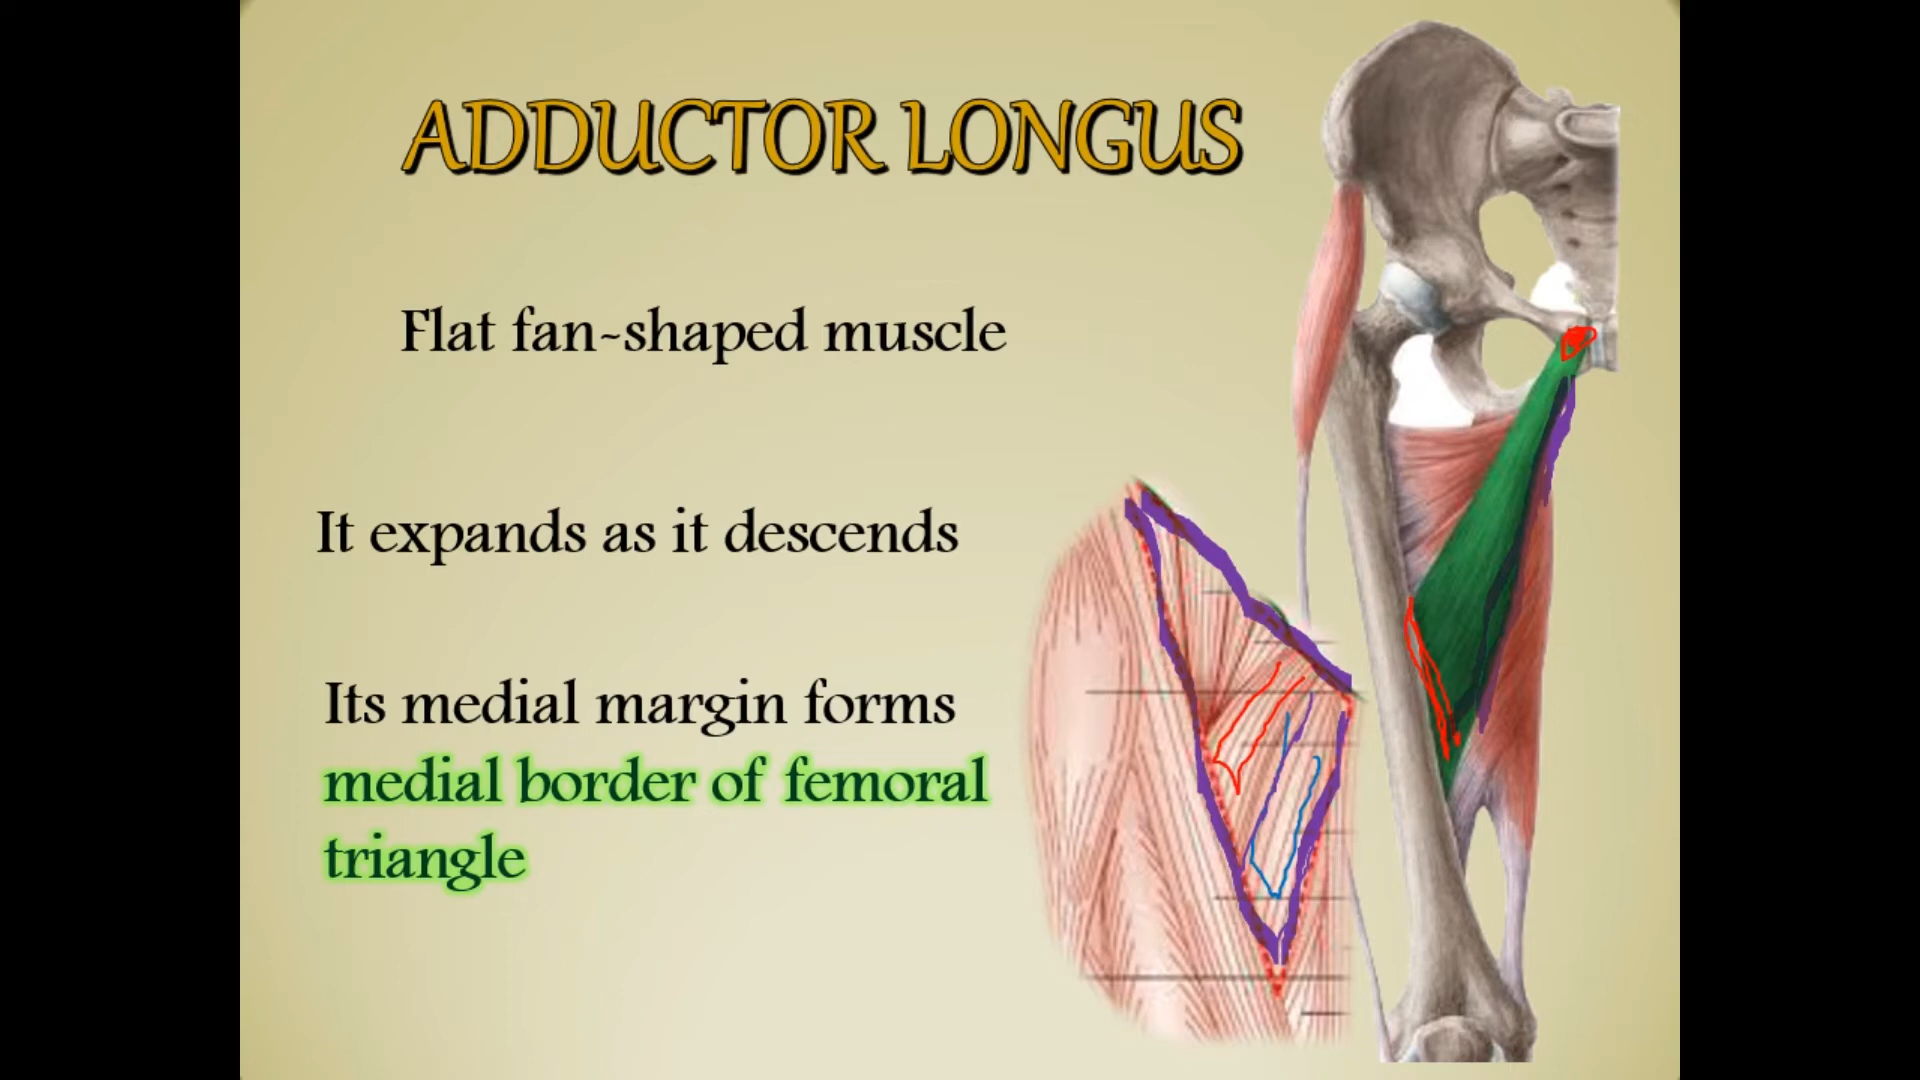 ADDUCTOR LONGUS
Flat fan-shaped muscle
It expands as it descends
Its medial margin forms
medial border of femoral
triangle